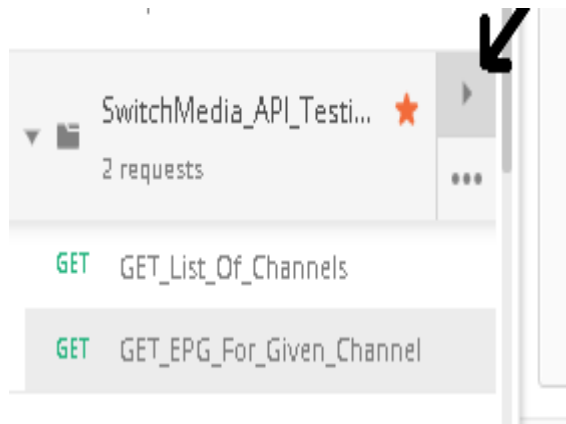 SwitchMedia_API_Testi...
2 requests
GET GET_List_Of_Channels
GET GET_EPG_For_Given_Channel